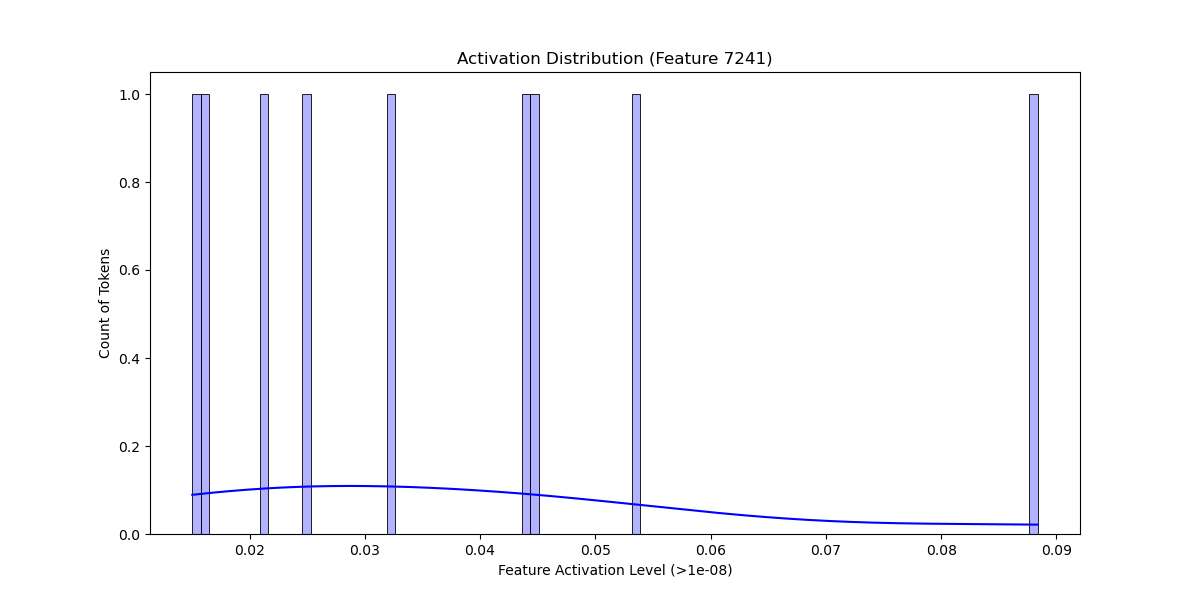 Activation Distribution (Feature 7241)
1.0
0.8
0.6
0.4
0.2
0.0
Count of Tokens
0.02 0.03 0.04 0.05 0.06 0.07 0.08 0.09
Feature Activation Level (>1e-08)